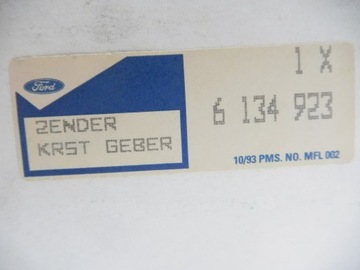 1 X
Ford
6 134 923
ZENDER
KRST GEBER
10/93 PMS. NO. MFL 002